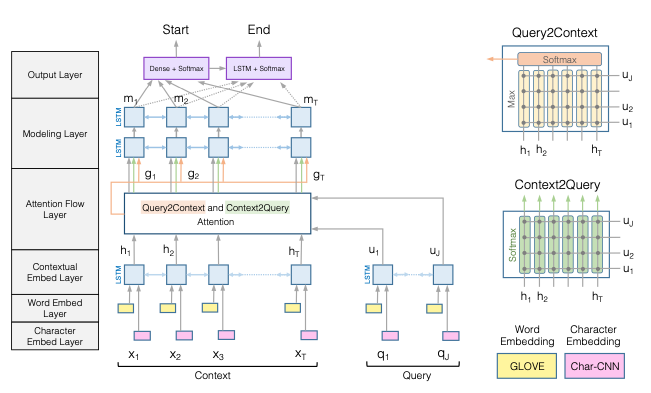 Start End
Query2Context
Output Layer
Dense + Softmax
LSTM + Softmax
Softmax
Max
u_J
u_2
u_1
h_1 h_2 h_T
m_1 m_2 m_T
LSTM
Modeling Layer
LSTM
g_1 g_2 g_T
Attention Flow
Layer
Query2Context and Context2Query
Attention
Context2Query
Softmax
u_J
u_2
u_1
h_1 h_2 h_T
h_1 h_2 h_T
u_1 u_J
Contextual
Embed Layer
LSTM
LSTM
Word Embed
Layer
Character
Embed Layer
x_1 x_2 x_3 x_T
q_1 q_J
Context
Query
Word
Embedding
Character
Embedding
GLOVE
Char-CNN